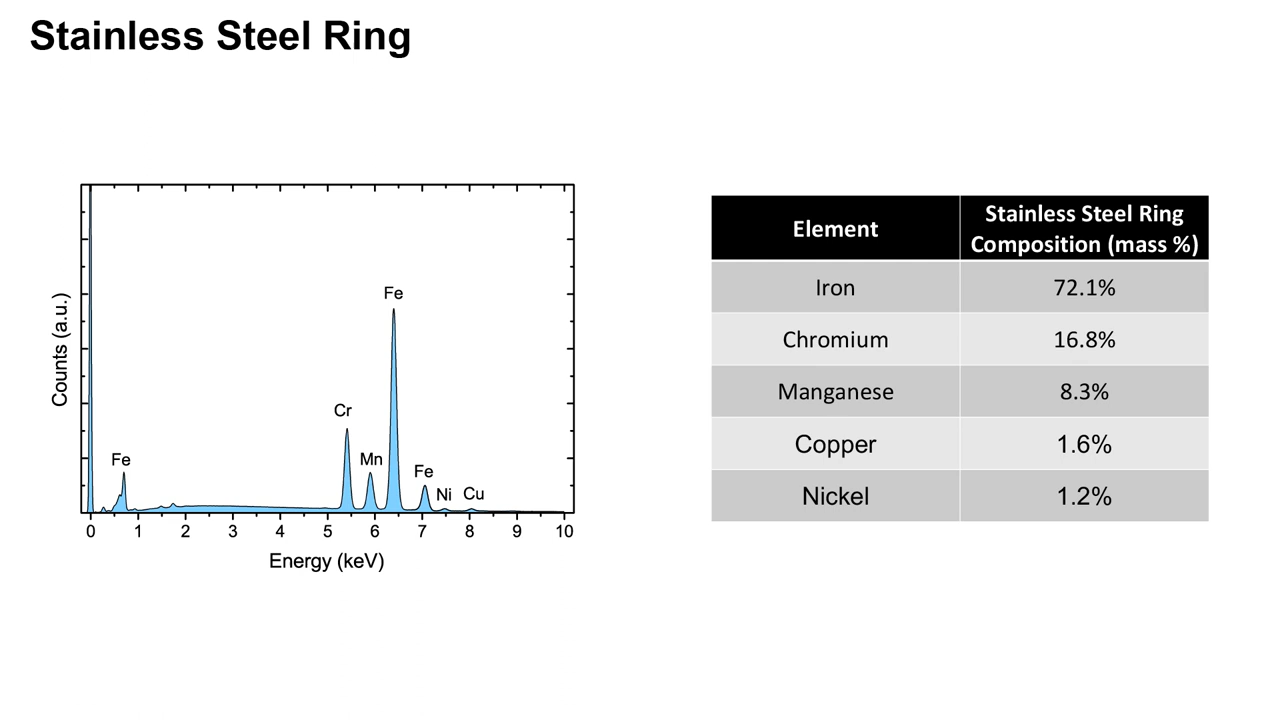 Stainless Steel Ring
Counts (a.u.)
Fe
Cr
Mn
Fe
Fe
Ni
Cu
0 1 2 3 4 5 6 7 8 9 10
Energy (keV)
Element
Stainless Steel Ring
Composition (mass %)
Iron 72.1%
Chromium 16.8%
Manganese 8.3%
Copper 1.6%
Nickel 1.2%